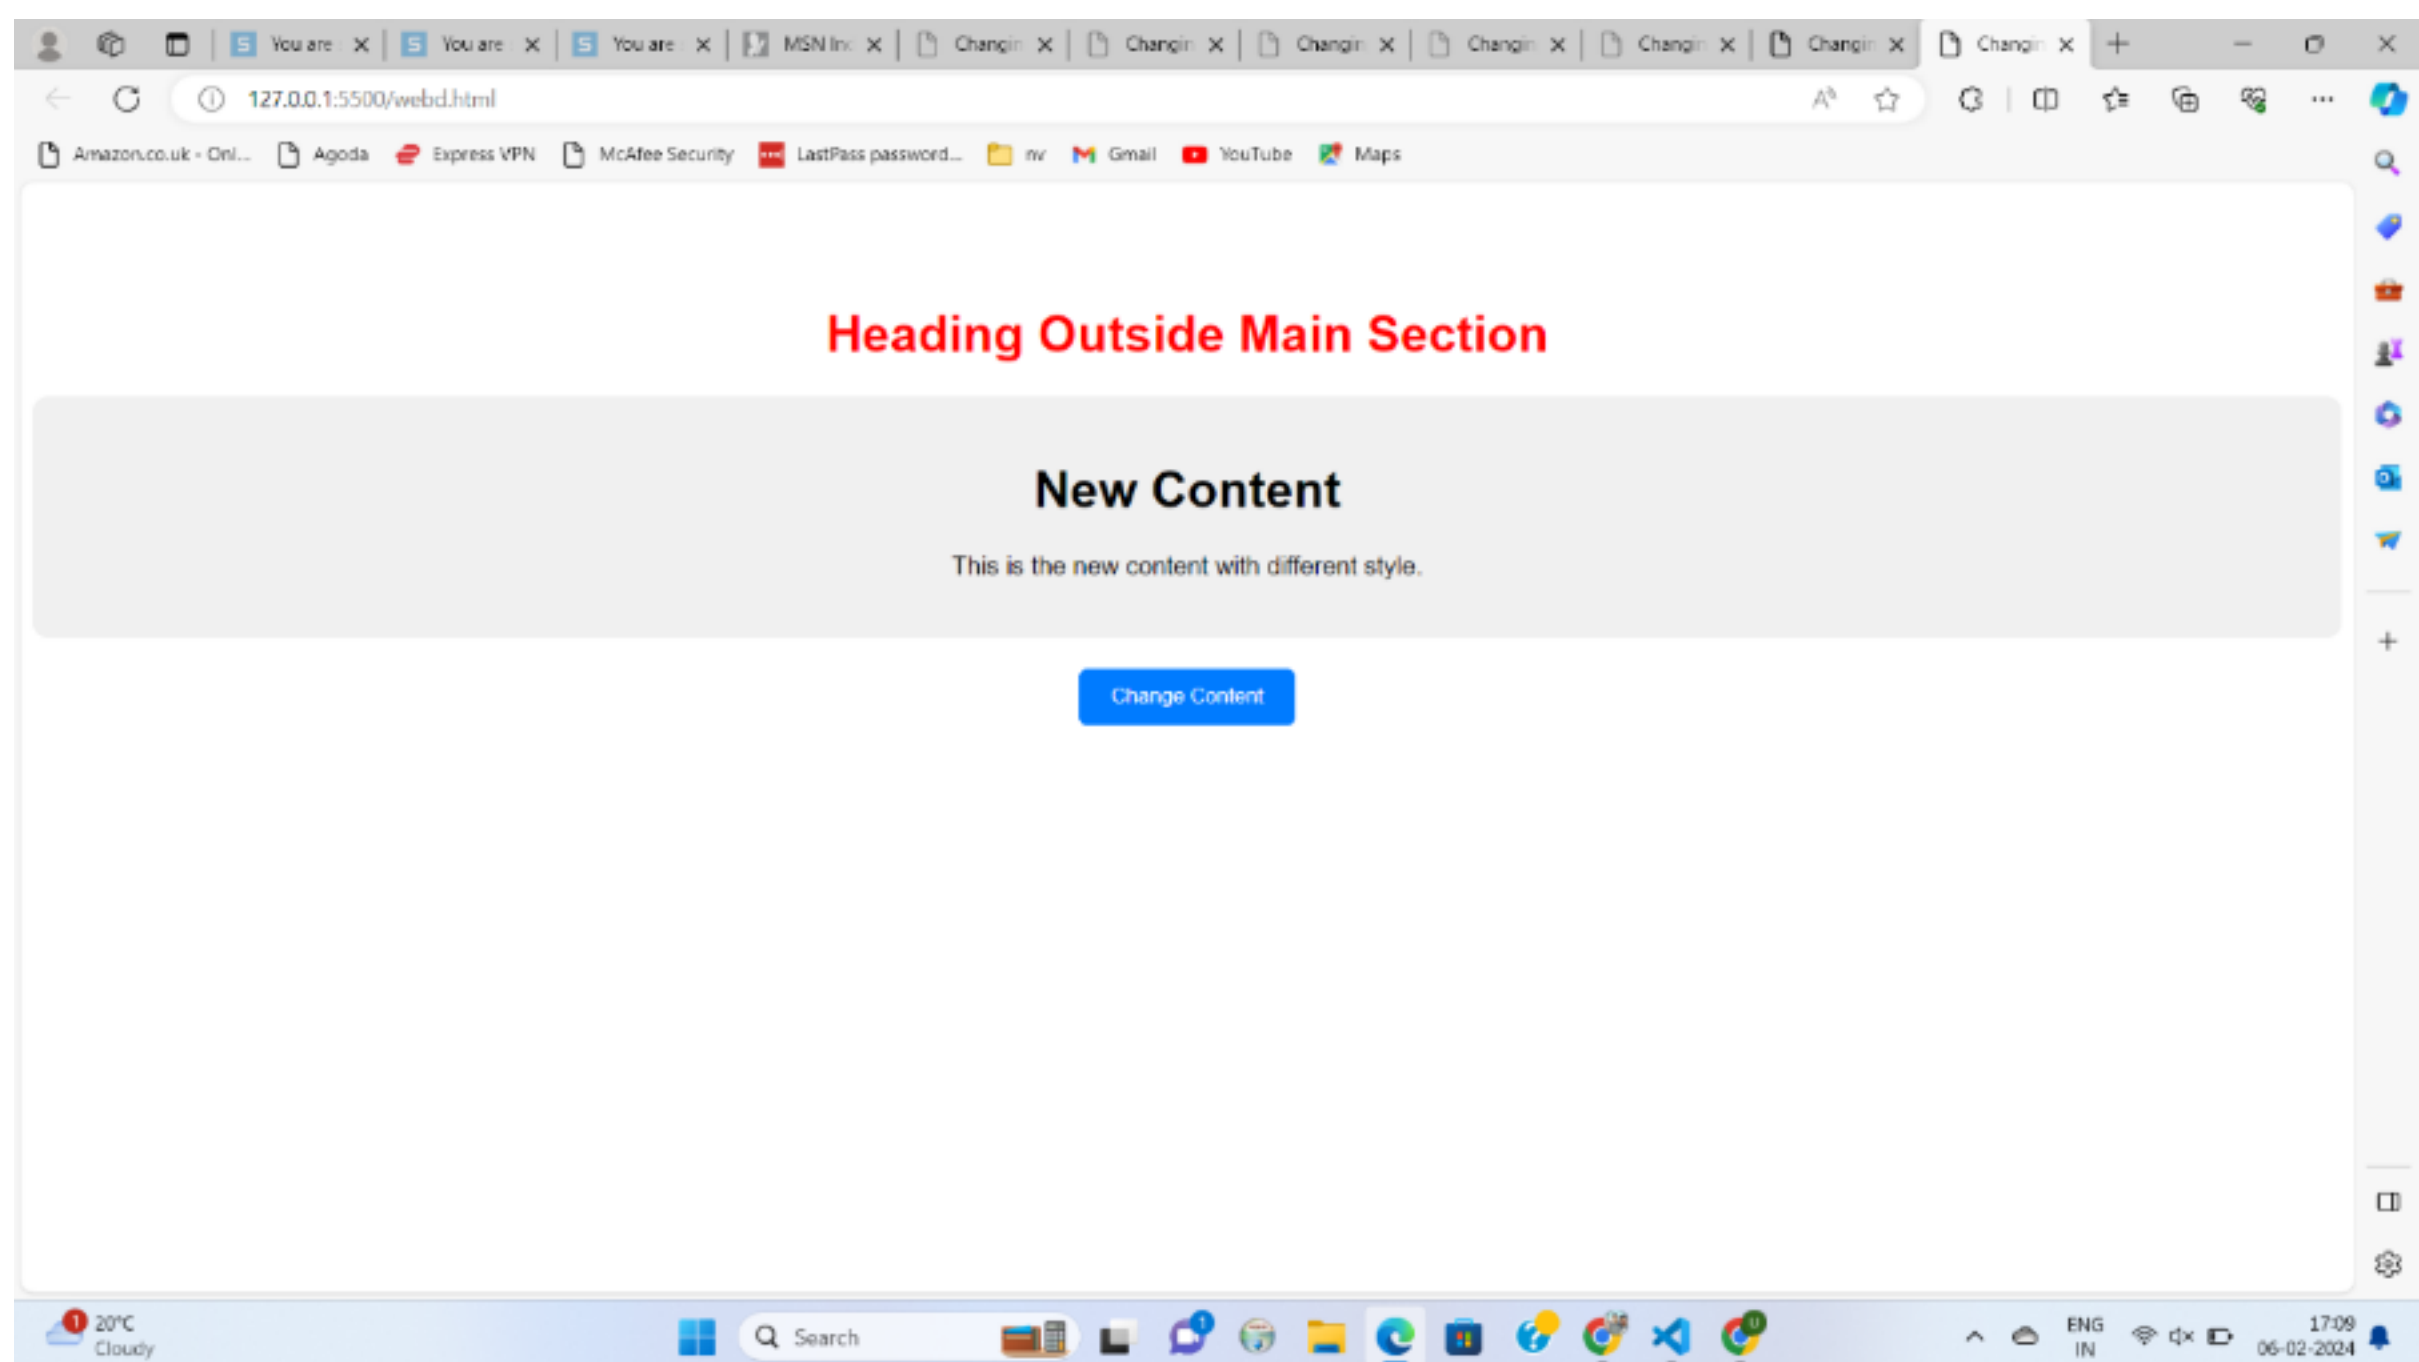 You are You are You are MSN Inc Changin Changin Changin Changin Changin Changin Changin
127.0.0.1:5500/webd.html
Amazon.co.uk - Onl... Agoda Express VPN McAfee Security LastPass password... nv Gmail YouTube Maps
Heading Outside Main Section
New Content
This is the new content with different style.
Change Content
1 20°C Search ENG 17:09
Cloudy IN 06-02-2024